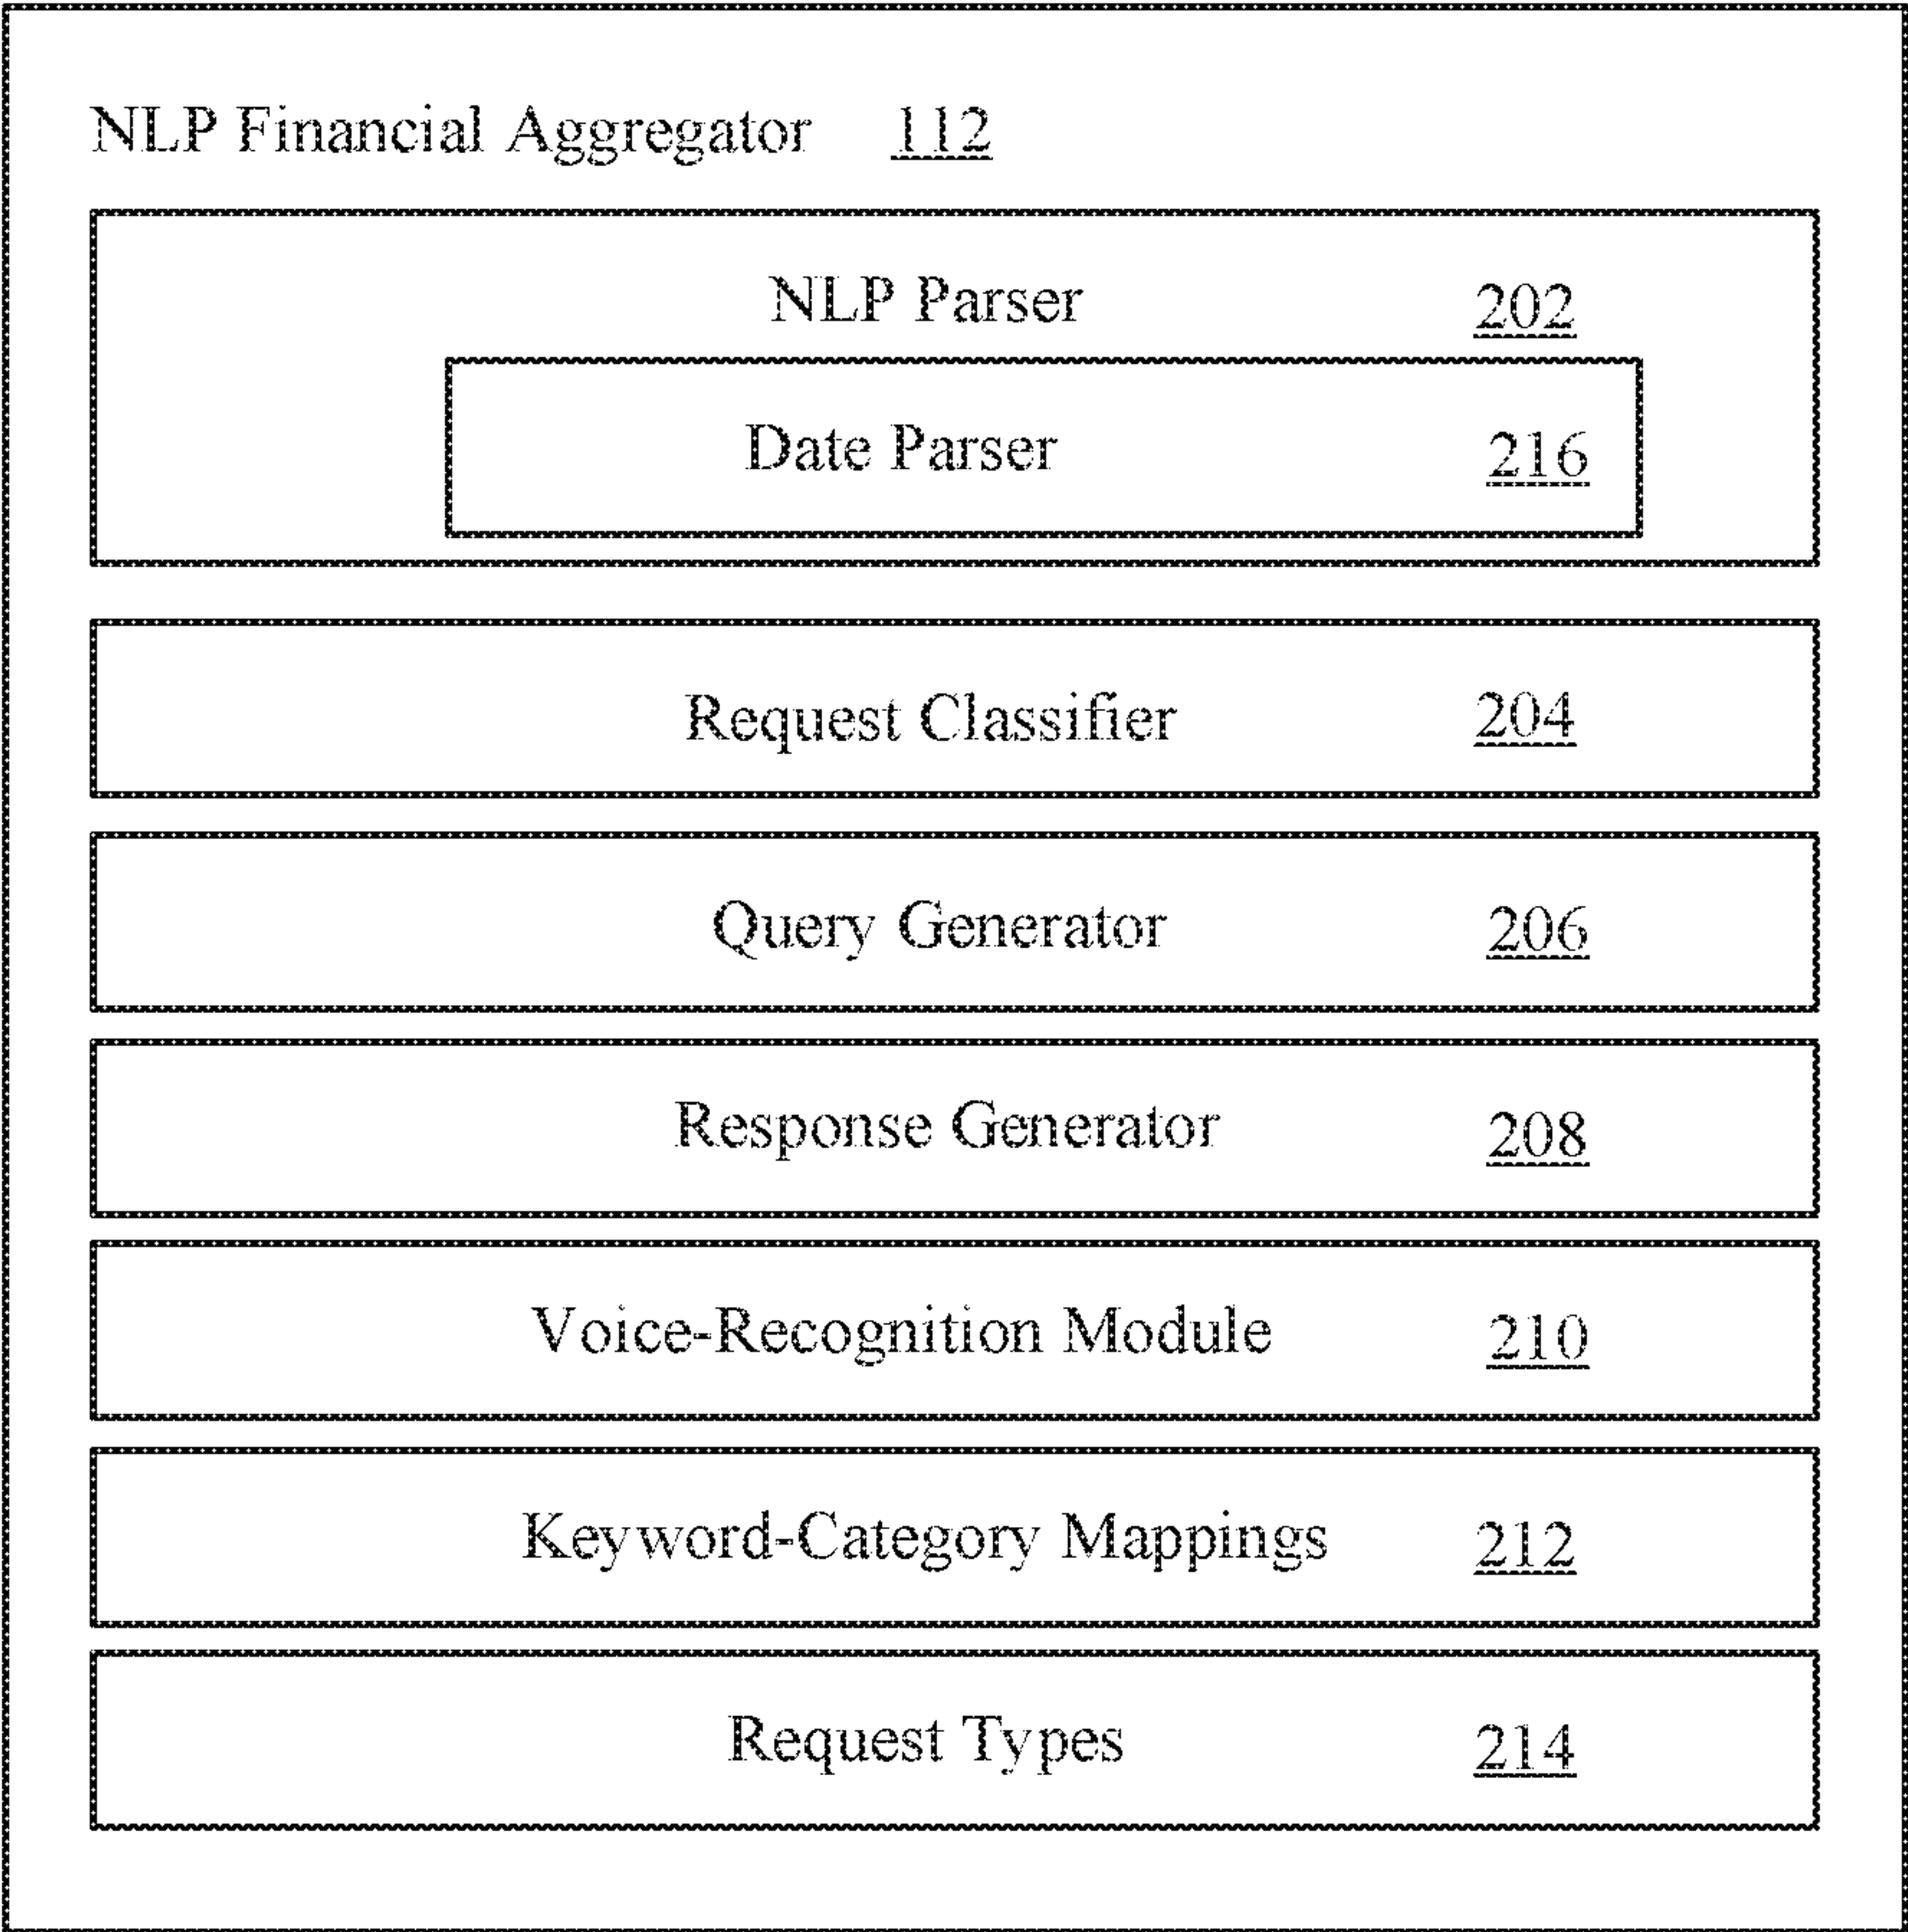 NLP Financial Aggregator 112
NLP Parser 202
Date Parser 216
Request Classifier 204
Query Generator 206
Response Generator 208
Voice-Recognition Module 210
Keyword-Category Mappings 212
Request Types 214